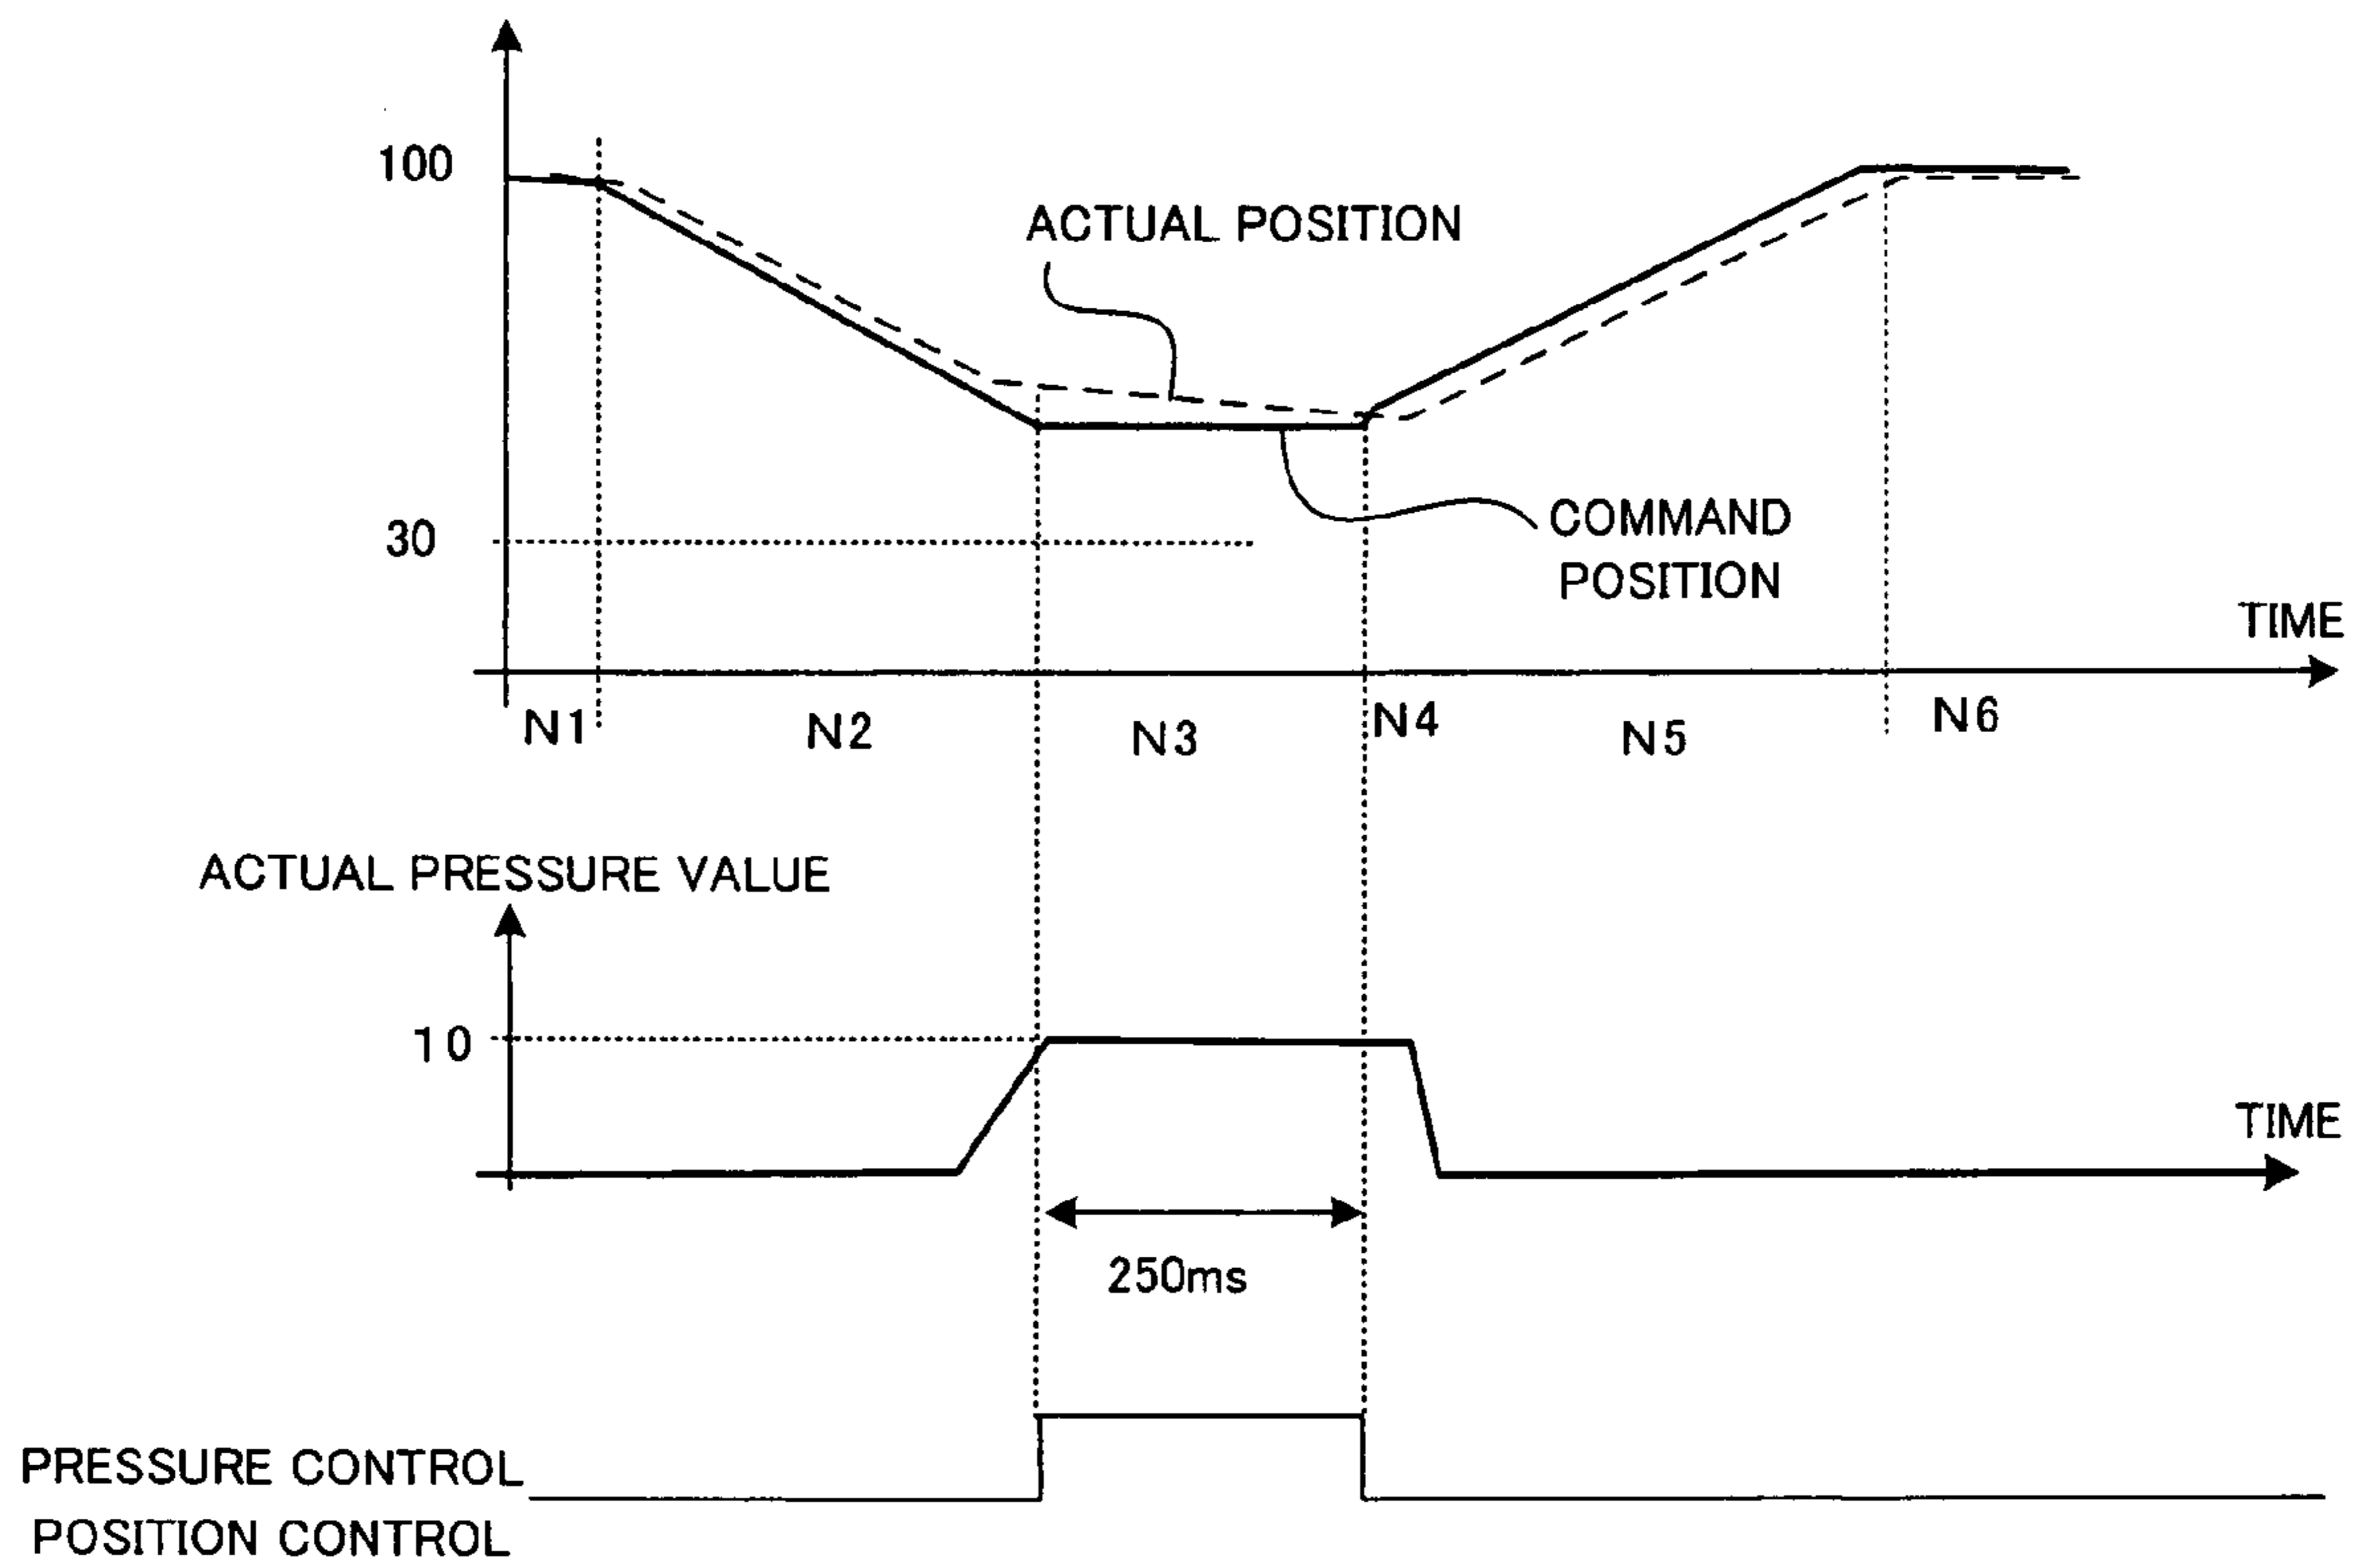 100
ACTUAL POSITION
30
COMMAND
POSITION
TIME
N1
N2
N3
N4
N5
N6
ACTUAL PRESSURE VALUE
10
TIME
250ms
PRESSURE CONTROL
POSITION CONTROL